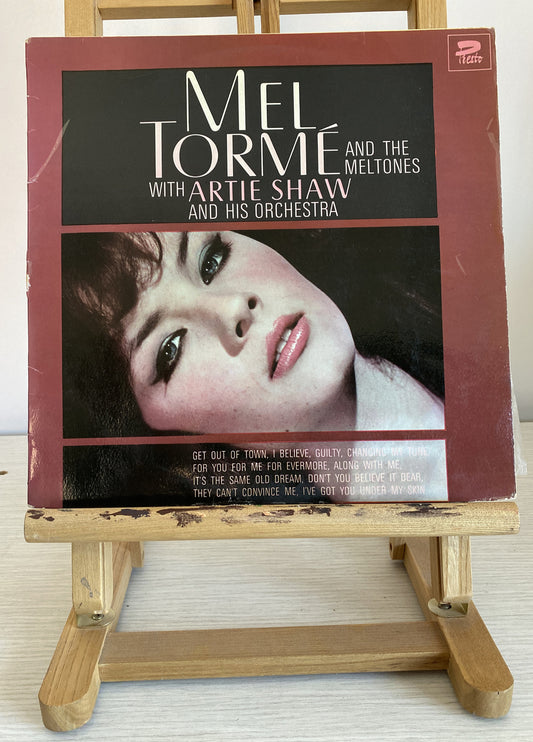 Presto
MEL
TORMÉ AND THE
MELTONES
WITH ARTIE SHAW
AND HIS ORCHESTRA
GET OUT OF TOWN, I BELIEVE, GUILTY, CHANGING MY TUNE,
FOR YOU FOR ME FOR EVERMORE, ALONG WITH ME,
IT'S THE SAME OLD DREAM, DON'T YOU BELIEVE IT DEAR,
THEY CAN'T CONVINCE ME, I'VE GOT YOU UNDER MY SKIN